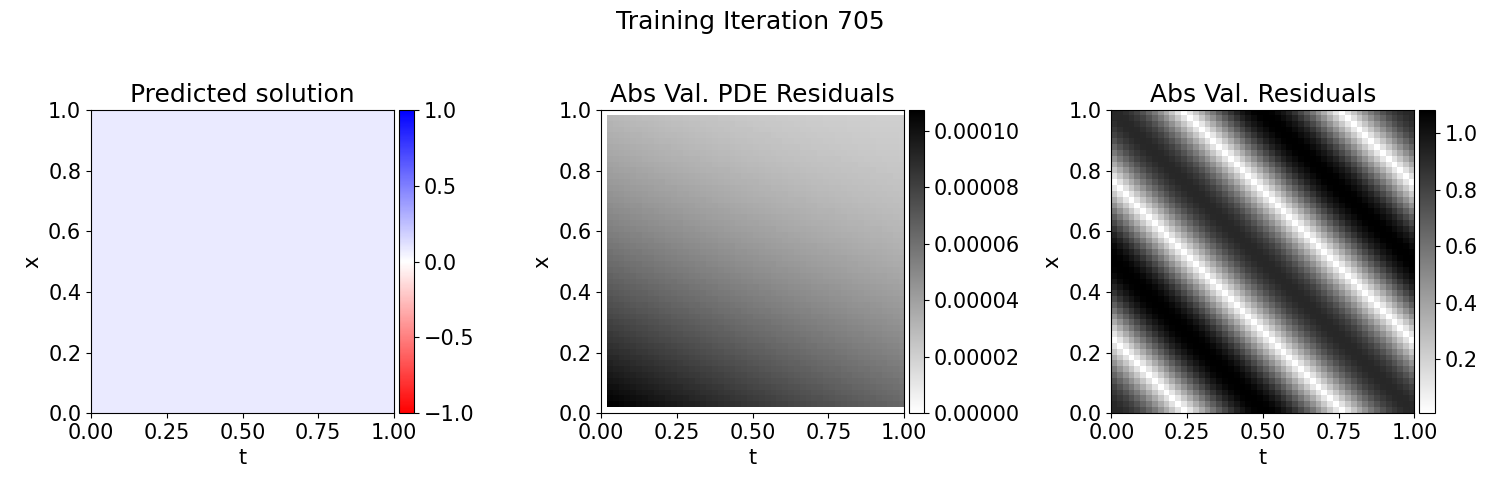 Training Iteration 705
Predicted solution
1.0
0.8
0.6
0.4
0.2
0.0
x
0.00 0.25 0.50 0.75 1.00
t
1.0
0.5
0.0
−0.5
−1.0
Abs Val. PDE Residuals
1.0
0.8
0.6
0.4
0.2
0.0
x
0.00 0.25 0.50 0.75 1.00
t
0.00010
0.00008
0.00006
0.00004
0.00002
0.00000
Abs Val. Residuals
1.0
0.8
0.6
0.4
0.2
0.0
x
0.00 0.25 0.50 0.75 1.00
t
1.0
0.8
0.6
0.4
0.2